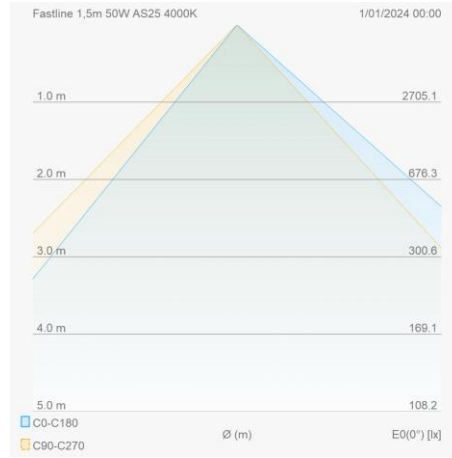 Fastline 1,5m 50W AS25 4000K 1/01/2024 00:00
1.0 m 2705.1
2.0 m 676.3
3.0 m 300.6
4.0 m 169.1
5.0 m 108.2
C0-C180
Ø (m) E0(0°) [lx]
C90-C270